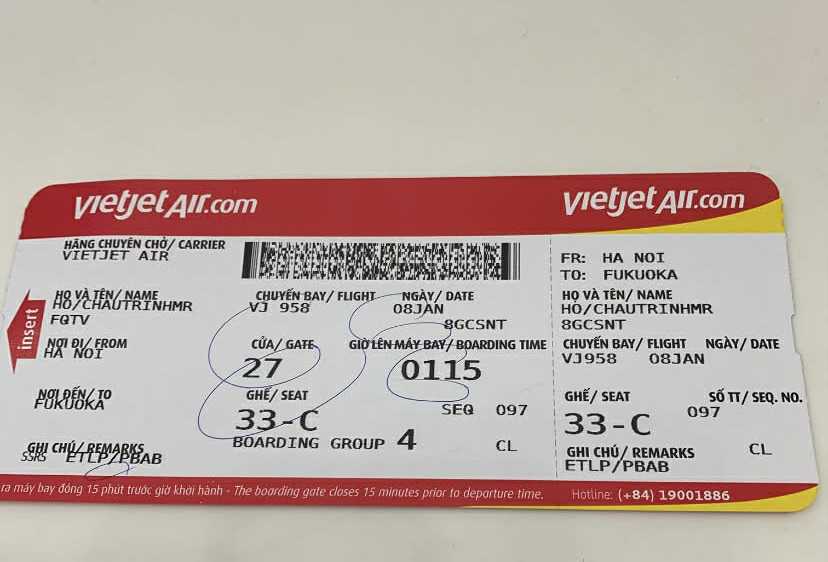 vietjetAir.com
vietjetAir.com
HÃNG CHUYÊN CHỞ/ CARRIER
VIETJET AIR
HỌ VÀ TÊN/ NAME
HO/CHAUTRINHMR
FQTV
NƠI ĐI/ FROM
HA NOI
NƠI ĐẾN/ TO
FUKUOKA
GHI CHÚ/ REMARKS
SSRS ETLP/PBAB
insert
CHUYẾN BAY/ FLIGHT NGÀY/ DATE
VJ 958 08JAN
8GCSNT
CỬA/ GATE GIỜ LÊN MÁY BAY/ BOARDING TIME
27 0115
GHẾ/ SEAT
33-C SEQ 097
BOARDING GROUP 4 CL
FR: HA NOI
TO: FUKUOKA
HỌ VÀ TÊN/ NAME
HO/CHAUTRINHMR
8GCSNT
CHUYẾN BAY/ FLIGHT NGÀY/ DATE
VJ958 08JAN
GHẾ/ SEAT SỐ TT/ SEQ. NO.
33-C 097
GHI CHÚ/ REMARKS CL
ETLP/PBAB
ra máy bay đóng 15 phút trước giờ khởi hành - The boarding gate closes 15 minutes prior to departure time.
Hotline: (+84) 19001886